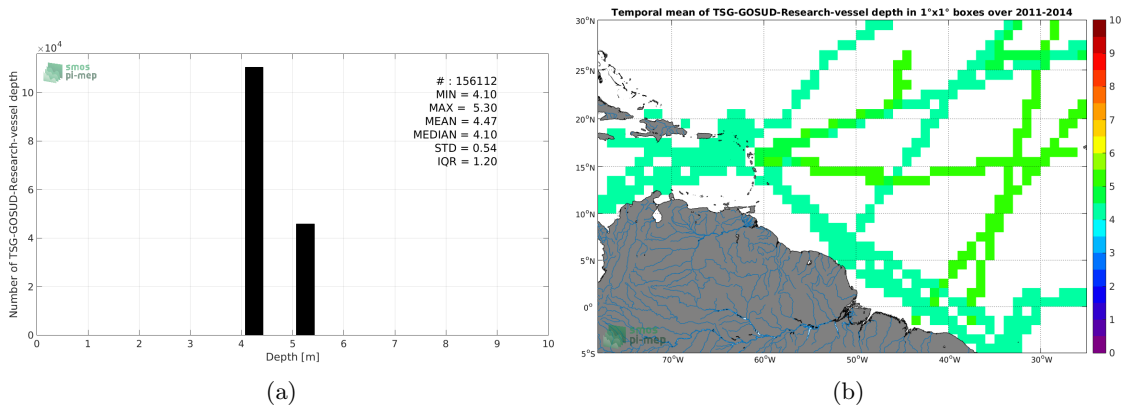 ×10⁴
smos
pi-mep
# : 156112
MIN = 4.10
MAX = 5.30
MEAN = 4.47
MEDIAN = 4.10
STD = 0.54
IQR = 1.20
Number of TSG-GOSUD-Research-vessel depth
10
8
6
4
2
0
0 1 2 3 4 5 6 7 8 9 10
Depth [m]
(a)
Temporal mean of TSG-GOSUD-Research-vessel depth in 1°x1° boxes over 2011-2014
30°N
25°N
20°N
15°N
10°N
5°N
0°
5°S
70°W 60°W 50°W 40°W 30°W
smos
pi-mep
10
9
8
7
6
5
4
3
2
1
0
(b)